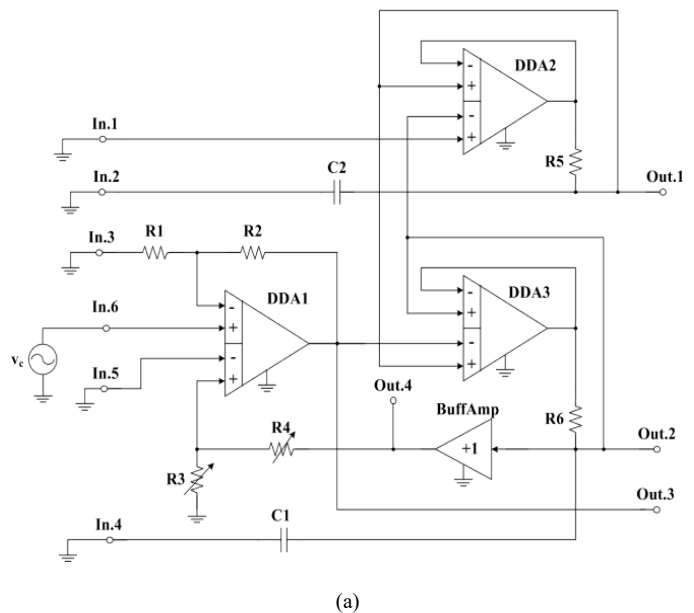 DDA2
-
+
-
+
In.1
R5
C2
In.2
Out.1
In.3
R1
R2
DDA3
-
+
-
+
DDA1
-
+
-
+
In.6
vc
In.5
Out.4
BuffAmp
+1
R6
R4
Out.2
R3
Out.3
C1
In.4
(a)